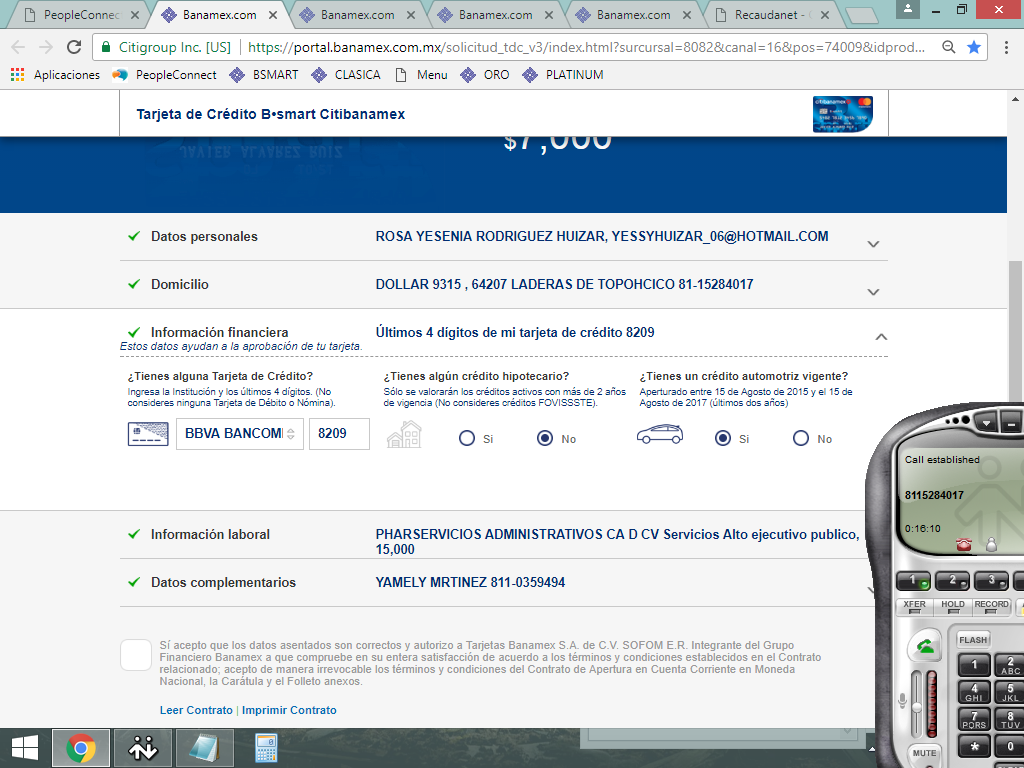 PeopleConnec
Banamex.com
Banamex.com
Banamex.com
Banamex.com
Recaudanet -
Citigroup Inc. [US]
https://portal.banamex.com.mx/solicitud_tdc_v3/index.html?sursursal=8082&canal=16&pos=74009&idprod...
Aplicaciones
PeopleConnect
BSMART
CLASICA
Menu
ORO
PLATINUM
Tarjeta de Crédito B•smart Citibanamex
citibanamex
JAVIER ALVAREZ RUIZ
$7,000
Datos personales
ROSA YESENIA RODRIGUEZ HUIZAR, YESSYHUIZAR_06@HOTMAIL.COM
Domicilio
DOLLAR 9315 , 64207 LADERAS DE TOPOHCICO 81-15284017
Información financiera
Últimos 4 dígitos de mi tarjeta de crédito 8209
Estos datos ayudan a la aprobación de tu tarjeta.
¿Tienes alguna Tarjeta de Crédito?
Ingresa la Institución y los últimos 4 dígitos. (No
consideres ninguna Tarjeta de Débito o Nómina).
BBVA BANCOM
8209
¿Tienes algún crédito hipotecario?
Sólo se valorarán los créditos activos con más de 2 años
de vigencia (No consideres créditos FOVISSSTE).
Si
No
¿Tienes un crédito automotriz vigente?
Aperturado entre 15 de Agosto de 2015 y el 15 de
Agosto de 2017 (últimos dos años)
Si
No
Información laboral
PHARSERVICIOS ADMINISTRATIVOS CA D CV Servicios Alto ejecutivo publico,
15,000
Datos complementarios
YAMELY MRTINEZ 811-0359494
Sí acepto que los datos asentados son correctos y autorizo a Tarjetas Banamex S.A. de C.V. SOFOM E.R. Integrante del Grupo
Financiero Banamex a que compruebe en su entera satisfacción de acuerdo a los términos y condiciones establecidos en el Contrato
relacionado; acepto de manera irrevocable los términos y condiciones del Contrato de Apertura en Cuenta Corriente en Moneda
Nacional, la Carátula y el Folleto anexos.
Leer Contrato | Imprimir Contrato
Call established
8115284017
0:16:10
1
2
3
XFER
HOLD
RECORD
FLASH
1
2
ABC
4
GHI
5
JKL
7
PQRS
8
TUV
*
0
MUTE